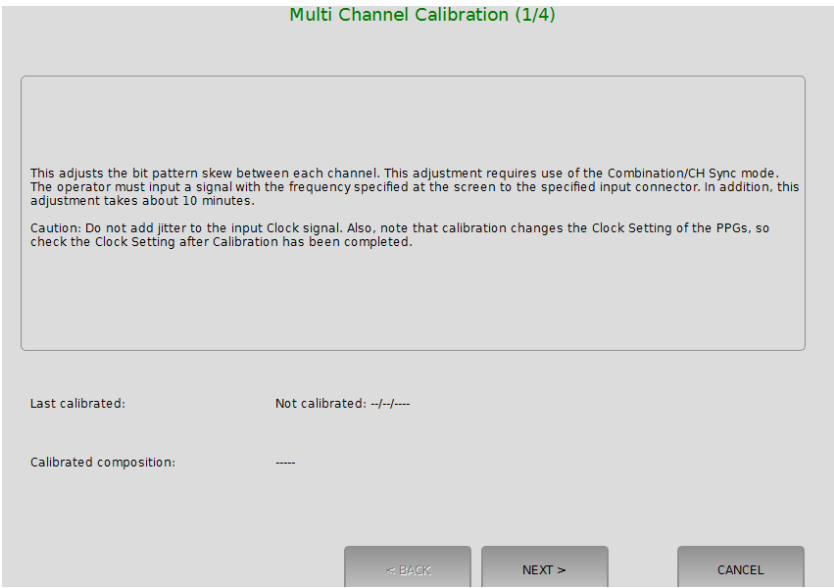 Multi Channel Calibration (1/4)
This adjusts the bit pattern skew between each channel. This adjustment requires use of the Combination/CH Sync mode.
The operator must input a signal with the frequency specified at the screen to the specified input connector. In addition, this
adjustment takes about 10 minutes.
Caution: Do not add jitter to the input Clock signal. Also, note that calibration changes the Clock Setting of the PPGs, so
check the Clock Setting after Calibration has been completed.
Last calibrated: Not calibrated: --/--/----
Calibrated composition: -----
< BACK NEXT > CANCEL